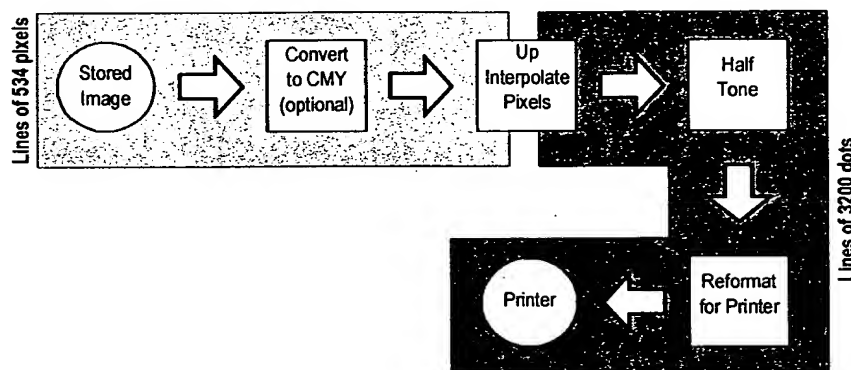 Lines of 534 pixels
Stored
Image
Convert
to CMY
(optional)
Up
Interpolate
Pixels
Half
Tone
Lines of 3200 dots
Reformat
for Printer
Printer